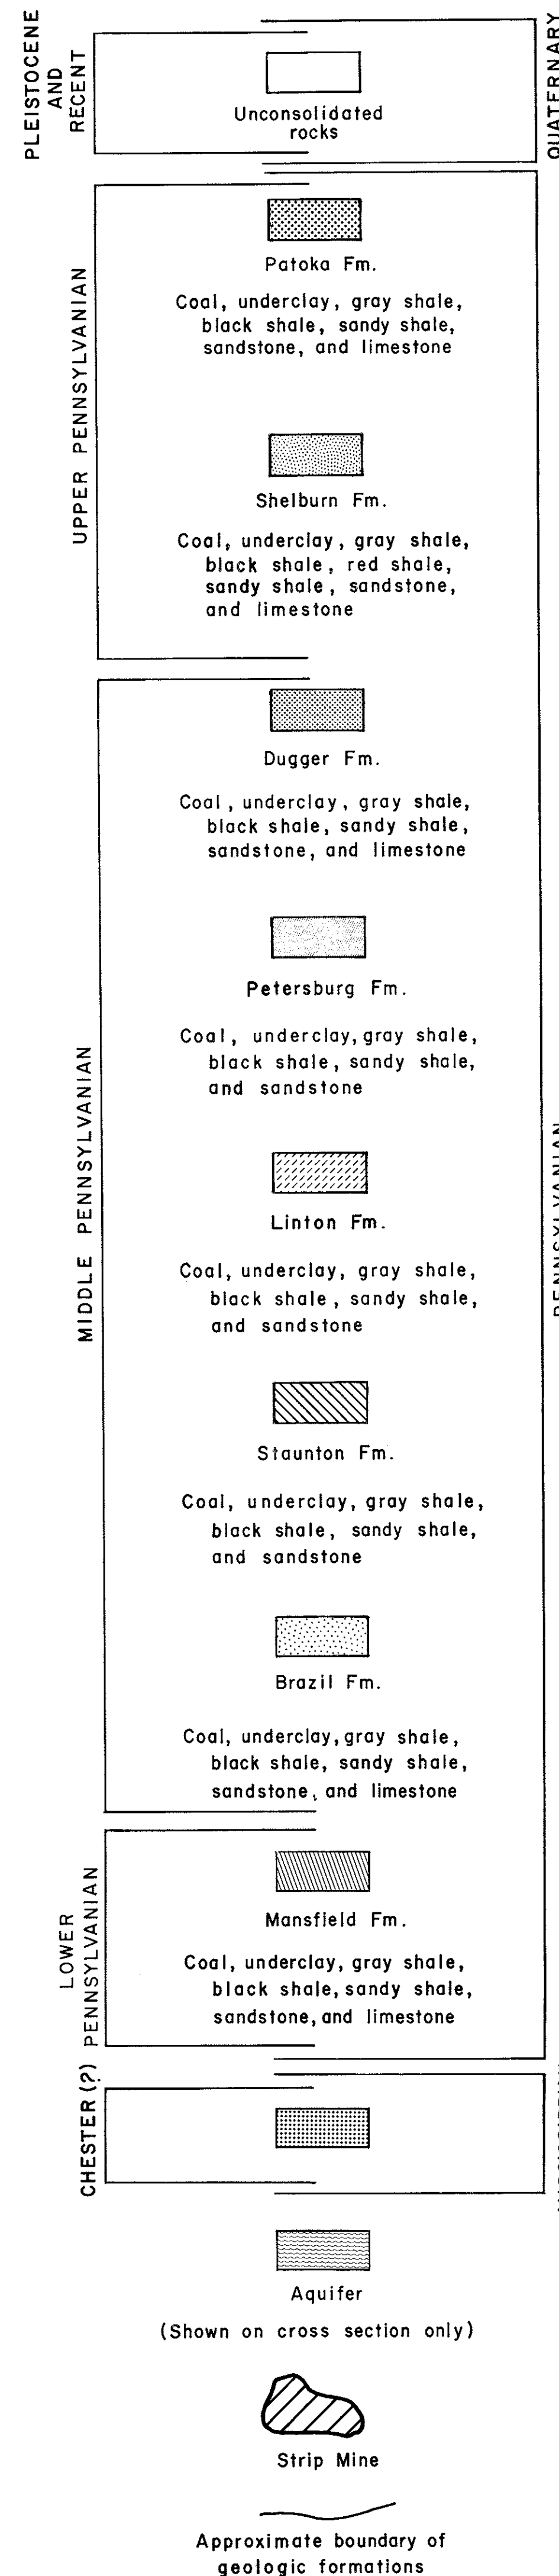 PLEISTOCENE
AND
RECENT
QUATERNARY
Unconsolidated
rocks
UPPER PENNSYLVANIAN
PENNSYLVANIAN
Patoka Fm.
Coal, underclay, gray shale,
black shale, sandy shale,
sandstone, and limestone
Shelburn Fm.
Coal, underclay, gray shale,
black shale, red shale,
sandy shale, sandstone,
and limestone
MIDDLE PENNSYLVANIAN
Dugger Fm.
Coal, underclay, gray shale,
black shale, sandy shale,
sandstone, and limestone
Petersburg Fm.
Coal, underclay, gray shale,
black shale, sandy shale,
and sandstone
Linton Fm.
Coal, underclay, gray shale,
black shale, sandy shale,
and sandstone
Staunton Fm.
Coal, underclay, gray shale,
black shale, sandy shale,
and sandstone
Brazil Fm.
Coal, underclay, gray shale,
black shale, sandy shale,
sandstone, and limestone
LOWER
PENNSYLVANIAN
Mansfield Fm.
Coal, underclay, gray shale,
black shale, sandy shale,
sandstone, and limestone
CHESTER (?)
Aquifer
(Shown on cross section only)
Strip Mine
Approximate boundary of
geologic formations